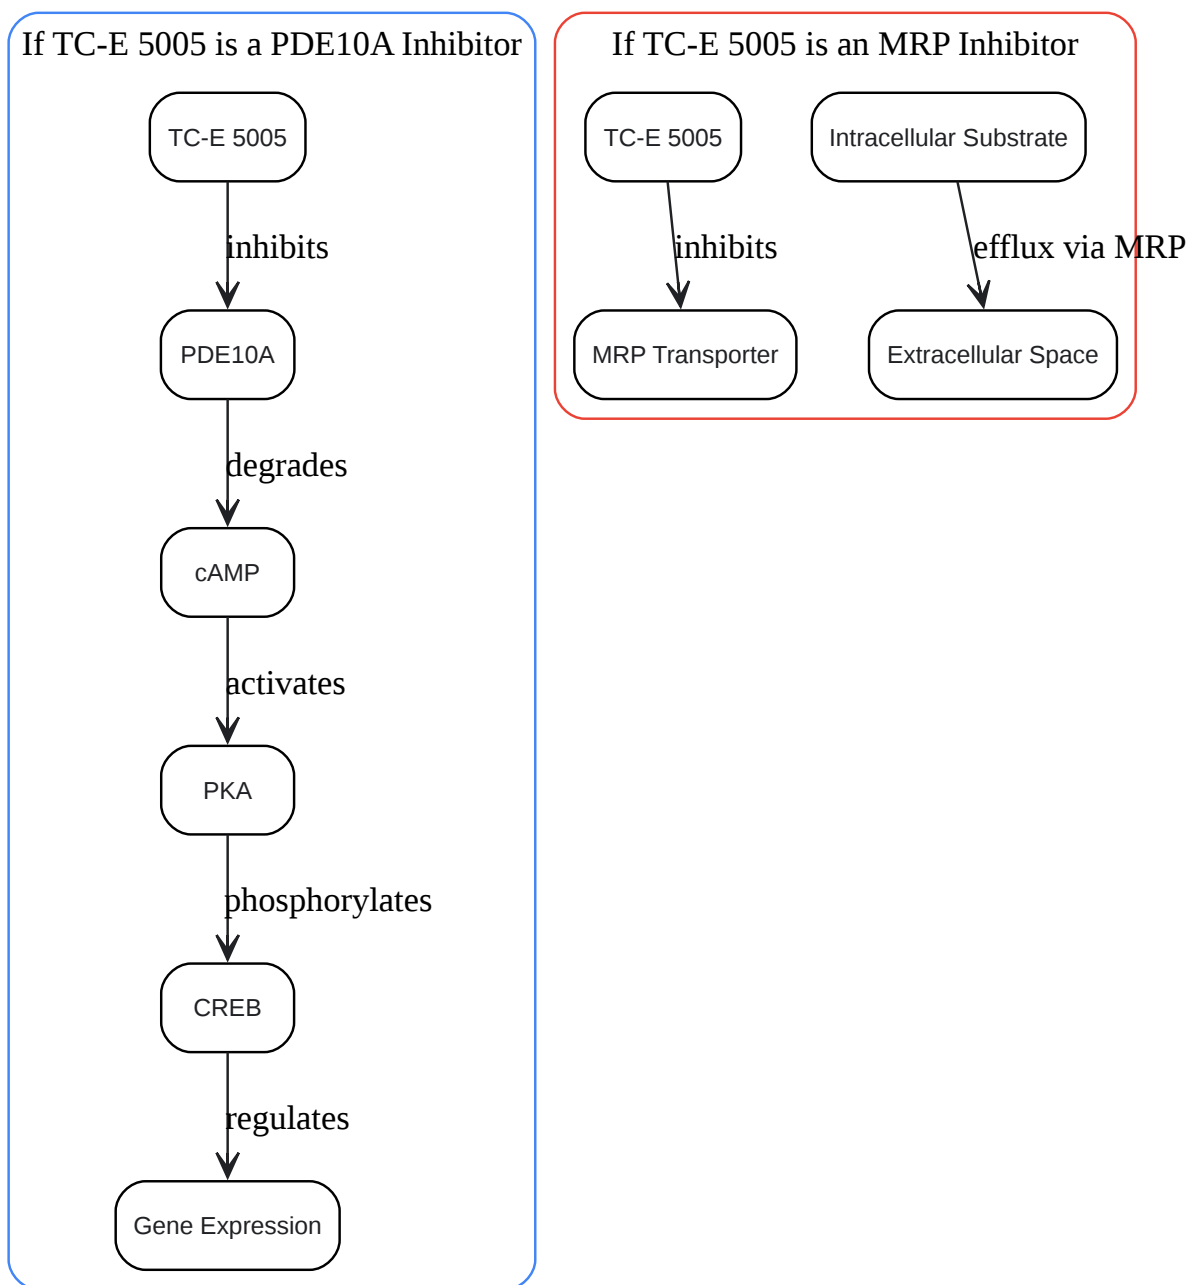 If TC-E 5005 is a PDE10A Inhibitor
TC-E 5005
inhibits
PDE10A
degrades
cAMP
activates
PKA
phosphorylates
CREB
regulates
Gene Expression
If TC-E 5005 is an MRP Inhibitor
TC-E 5005
inhibits
MRP Transporter
Intracellular Substrate
efflux via MRP
Extracellular Space